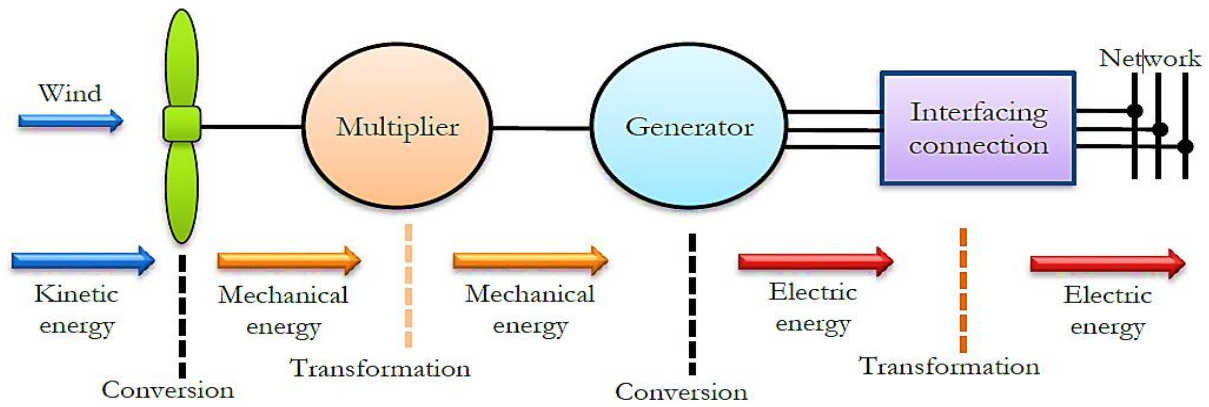 Network
Wind
Multiplier
Generator
Interfacing
connection
Kinetic
energy
Mechanical
energy
Mechanical
energy
Electric
energy
Electric
energy
Conversion
Transformation
Conversion
Transformation